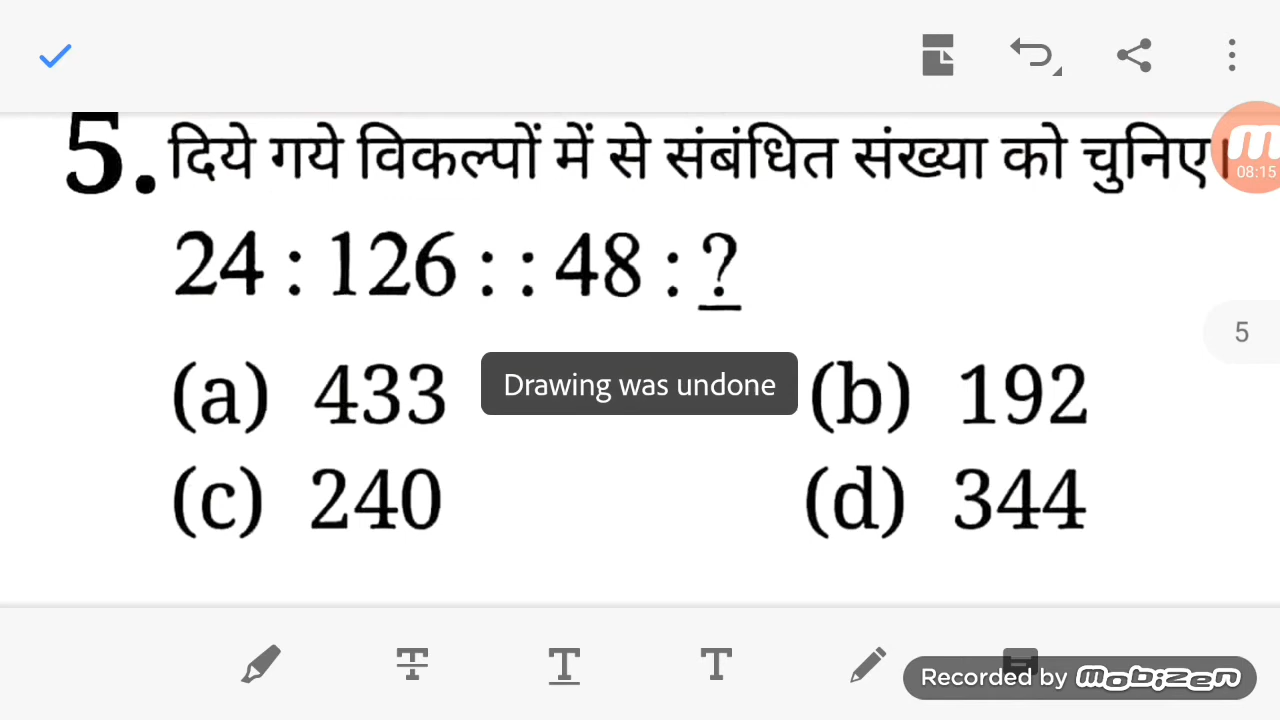 5. दिये गये विकल्पों में से संबंधित संख्या को चुनिए।
08:15
24 : 126 : : 48 : ?
5
(a) 433 (b) 192
Drawing was undone
(c) 240 (d) 344
T T T
Recorded by mobizen